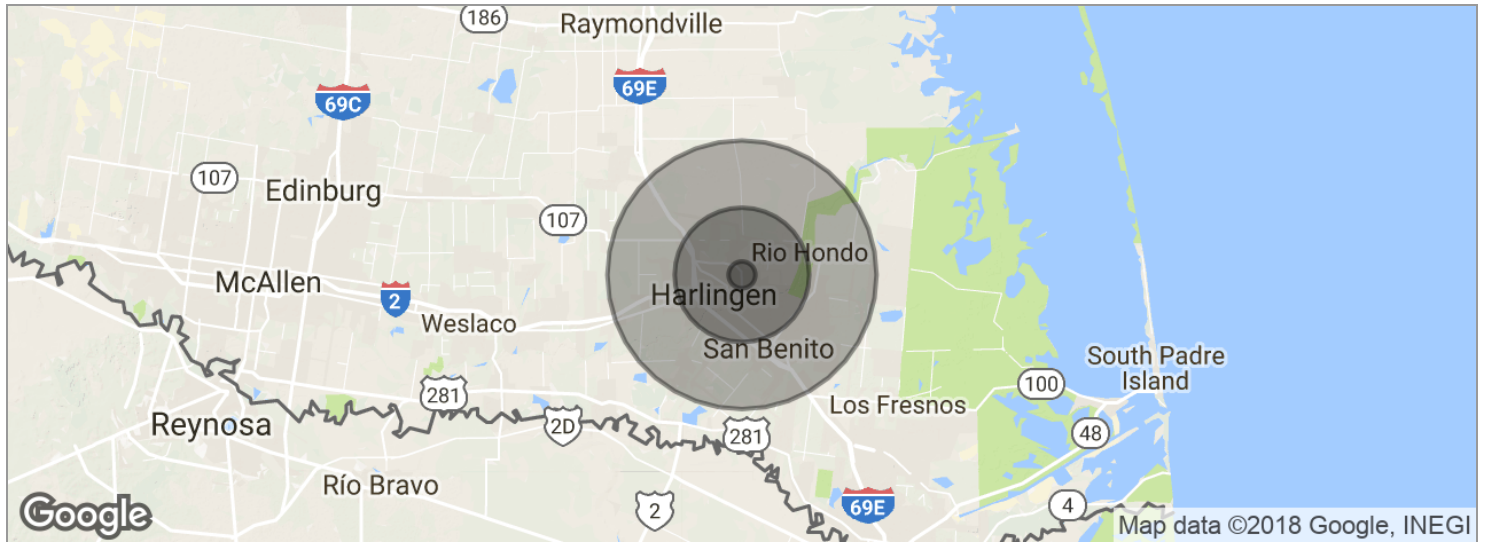 186
Raymondville
69E
69C
107
Edinburg
107
Rio Hondo
McAllen
2
Harlingen
Weslaco
San Benito
South Padre
Island
100
281
Los Fresnos
Reynosa
2D
281
48
Río Bravo
2
69E
4
Google
Map data ©2018 Google, INEGI